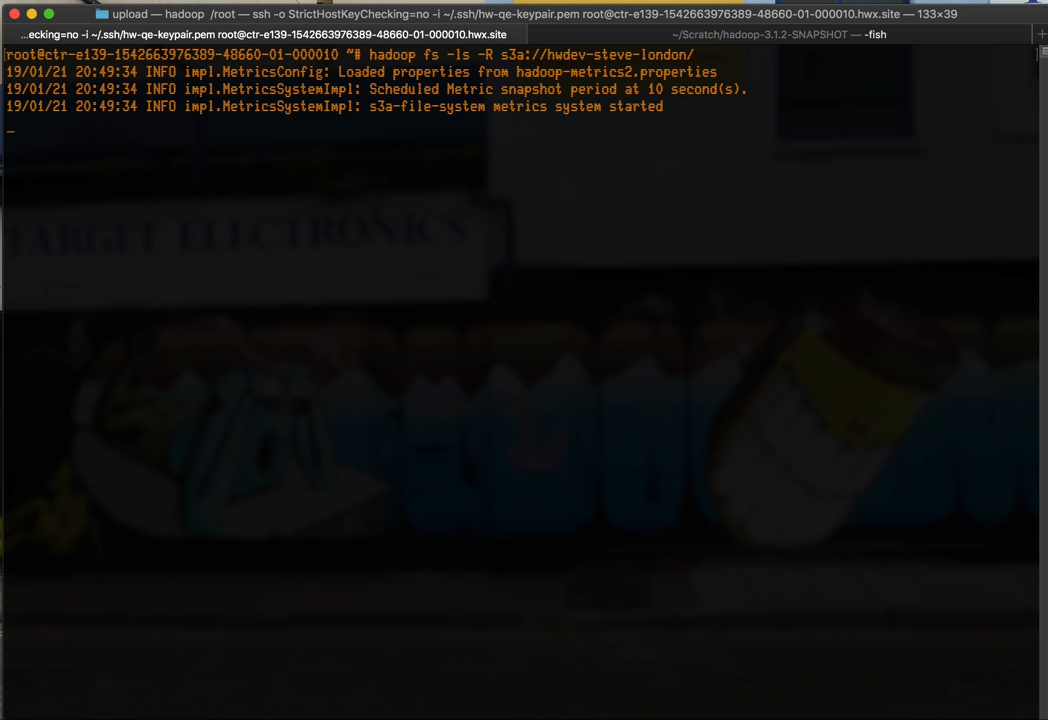 upload — hadoop /root — ssh -o StrictHostKeyChecking=no -i ~/.ssh/hw-qe-keypair.pem root@ctr-e139-1542663976389-48660-01-000010.hwx.site — 133×39
...ecking=no -i ~/.ssh/hw-qe-keypair.pem root@ctr-e139-1542663976389-48660-01-000010.hwx.site
~/Scratch/hadoop-3.1.2-SNAPSHOT — -fish
[root@ctr-e139-1542663976389-48660-01-000010 ~]# hadoop fs -ls -R s3a://hwdev-steve-london/
19/01/21 20:49:34 INFO impl.MetricsConfig: Loaded properties from hadoop-metrics2.properties
19/01/21 20:49:34 INFO impl.MetricsSystemImpl: Scheduled Metric snapshot period at 10 second(s).
19/01/21 20:49:34 INFO impl.MetricsSystemImpl: s3a-file-system metrics system started
TARGET ELECTRONICS